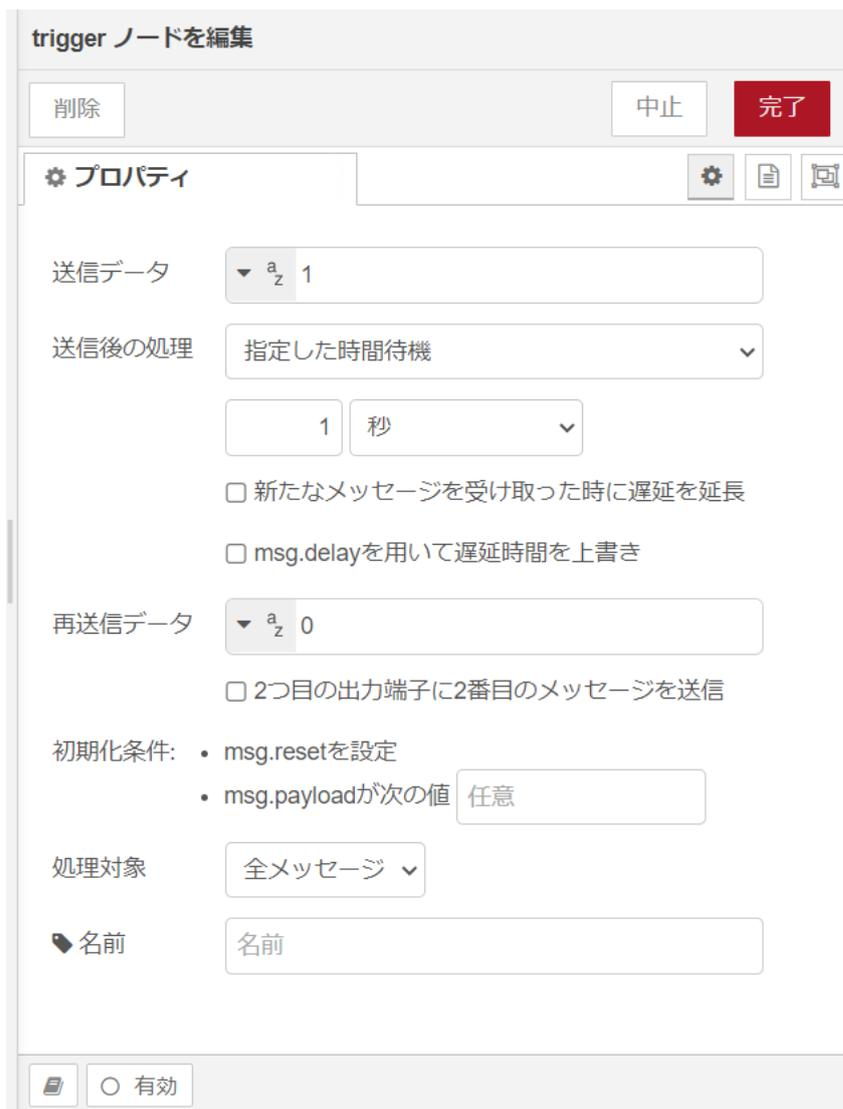 trigger ノードを編集
削除 中止 完了
プロパティ
送信データ az 1
送信後の処理 指定した時間待機
1 秒
新たなメッセージを受け取った時に遅延を延長
msg.delayを用いて遅延時間を上書き
再送信データ az 0
2つ目の出力端子に2番目のメッセージを送信
初期化条件: • msg.resetを設定
• msg.payloadが次の値 任意
処理対象 全メッセージ
名前 名前
有効